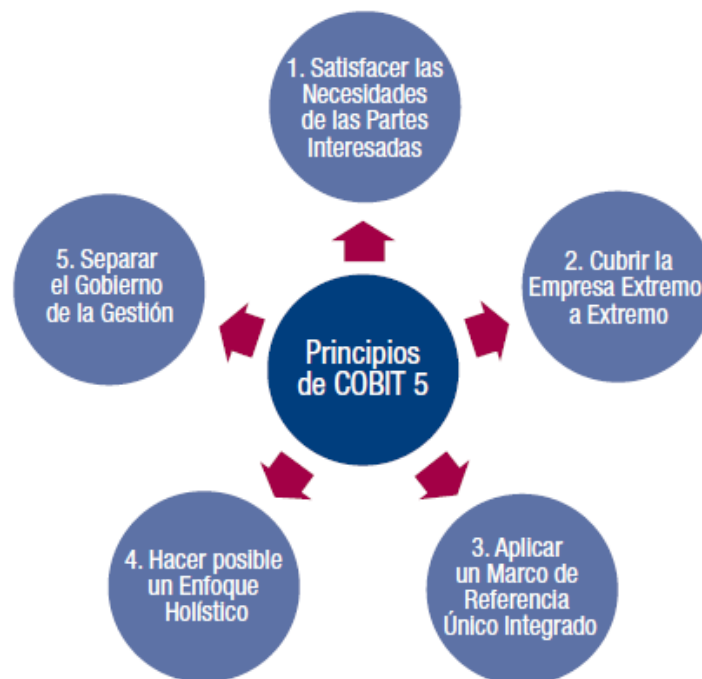 1. Satisfacer las
Necesidades
de las Partes
Interesadas
5. Separar
el Gobierno
de la Gestión
2. Cubrir la
Empresa Extremo
a Extremo
Principios
de COBIT 5
4. Hacer posible
un Enfoque
Holístico
3. Aplicar
un Marco de
Referencia
Único Integrado